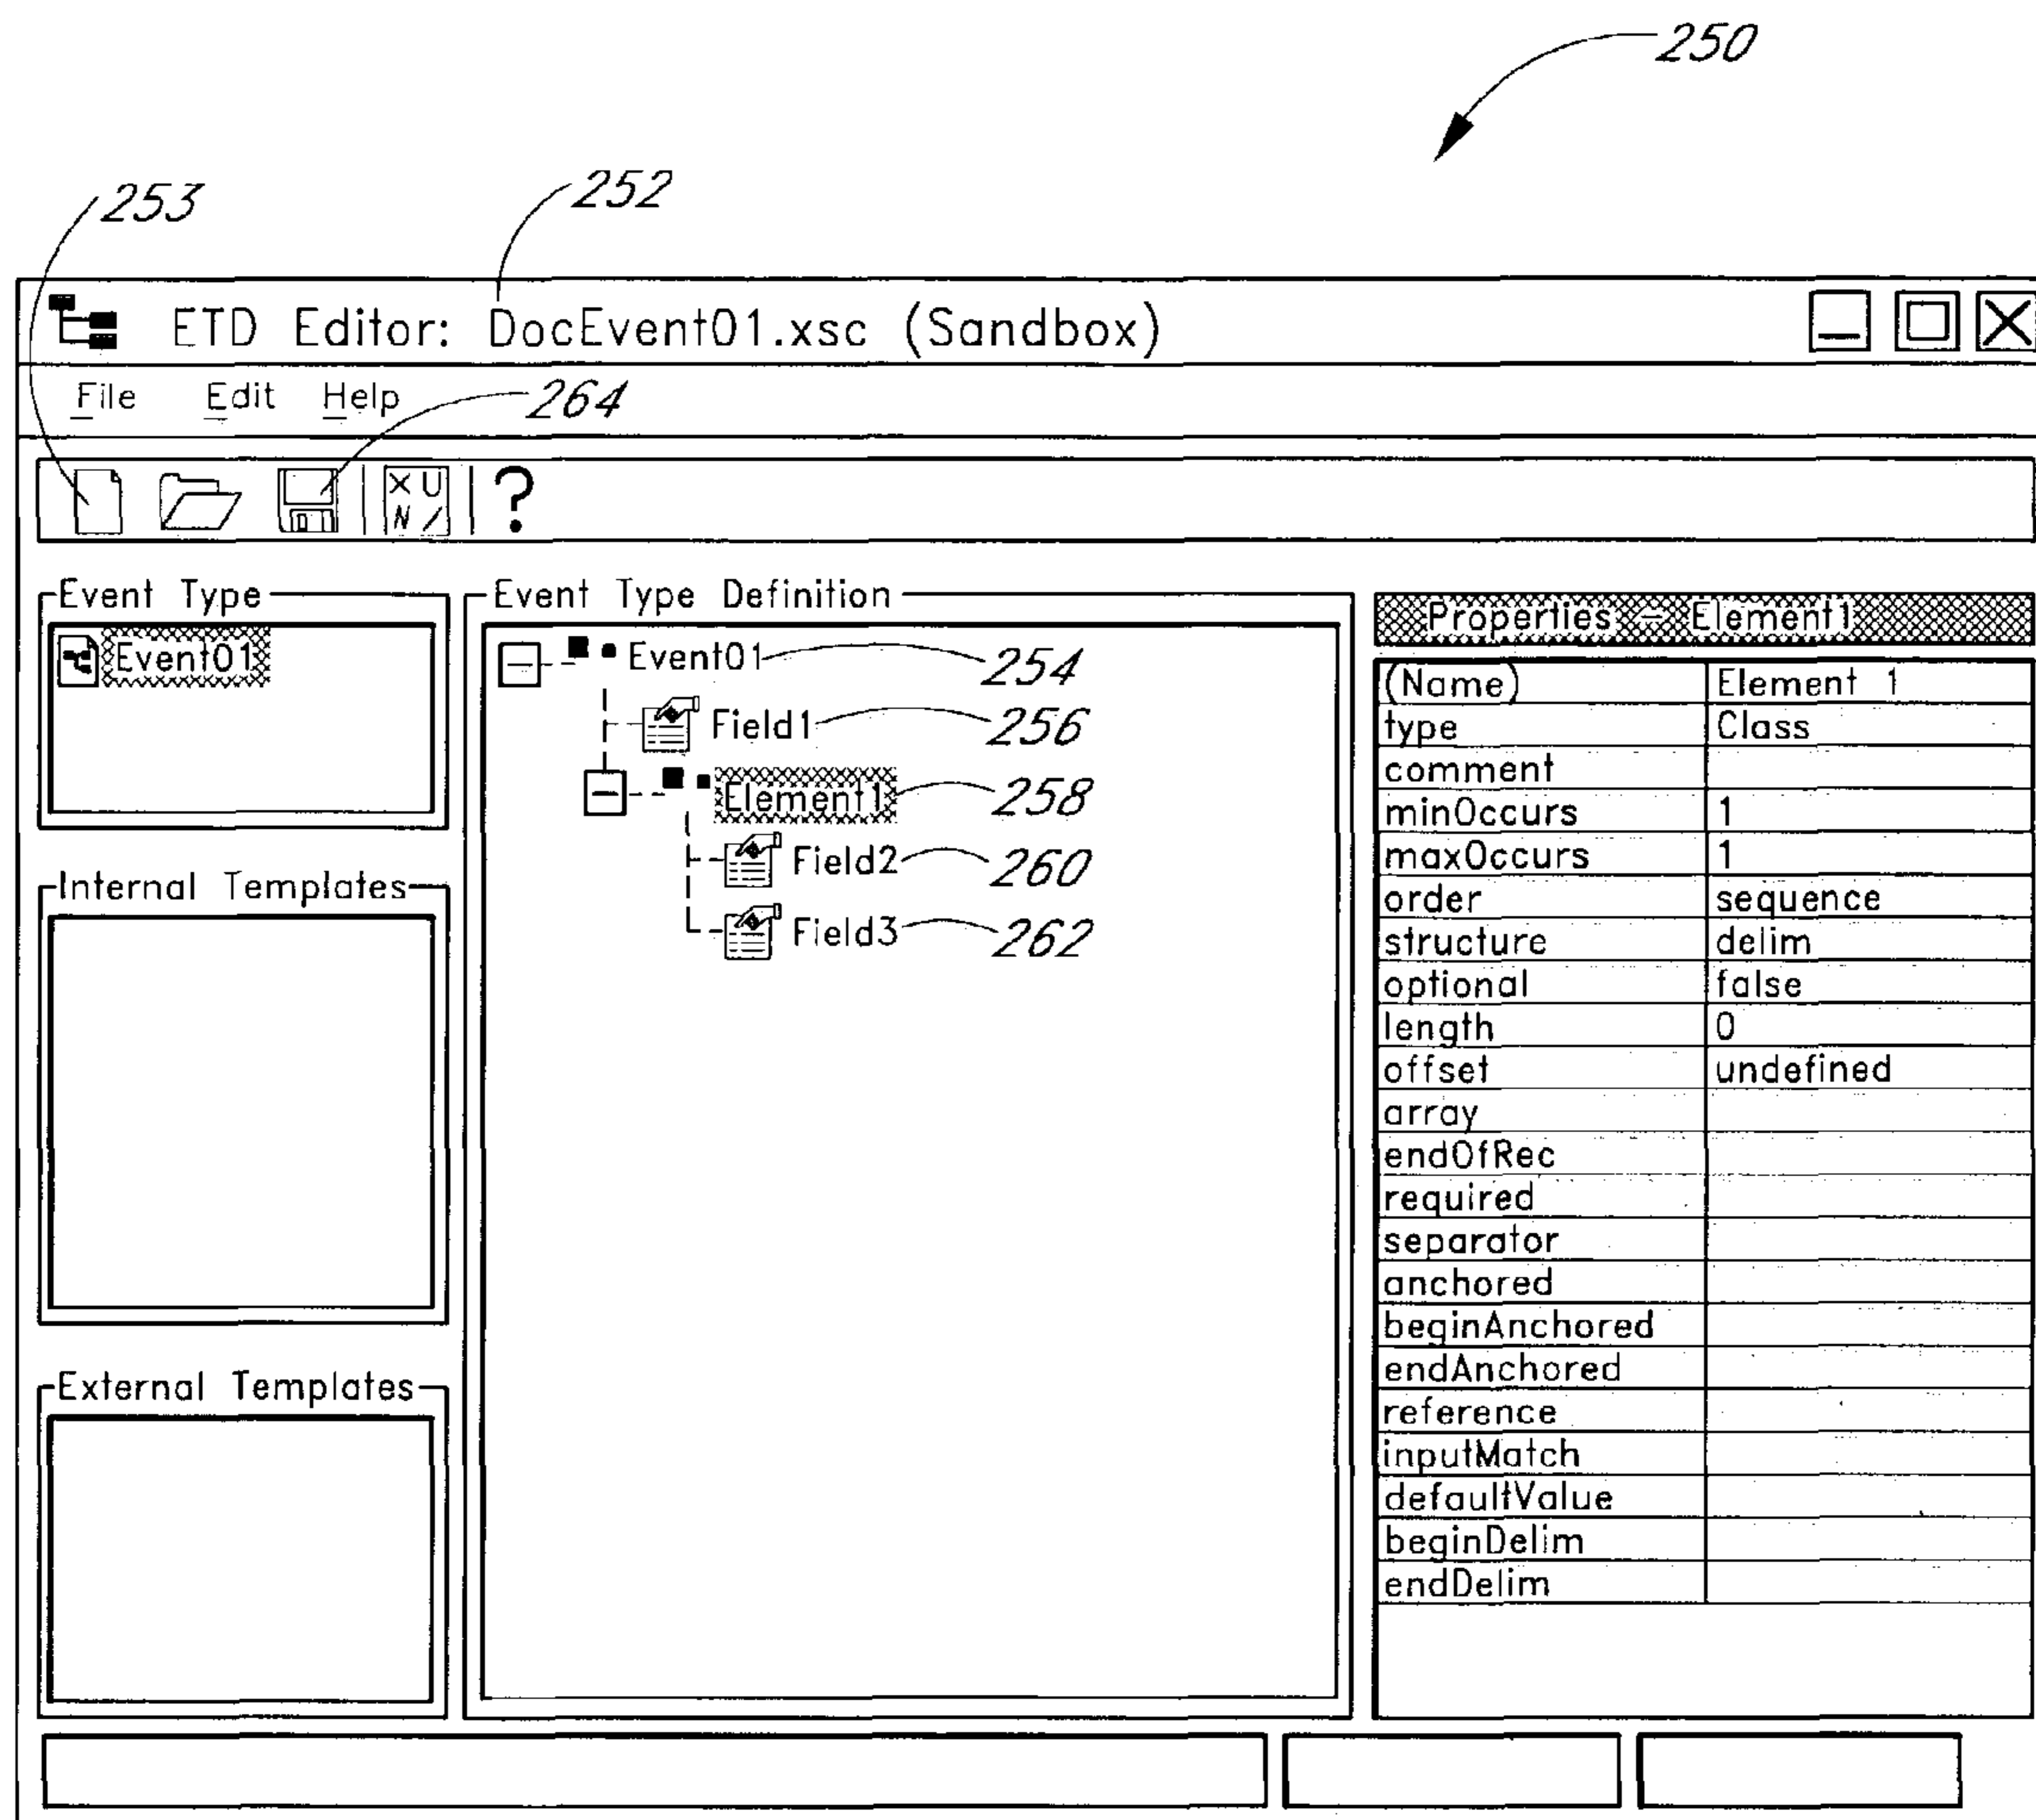 250
253
252
ETD Editor: DocEvent01.xsc (Sandbox)
File Edit Help
264
X U
N /
?
Event Type
Event01
Internal Templates
External Templates
Event Type Definition
Event01 254
Field1 256
Element1 258
Field2 260
Field3 262
Properties – Element1
(Name) Element 1
type Class
comment
minOccurs 1
maxOccurs 1
order sequence
structure delim
optional false
length 0
offset undefined
array
endOfRec
required
separator
anchored
beginAnchored
endAnchored
reference
inputMatch
defaultValue
beginDelim
endDelim